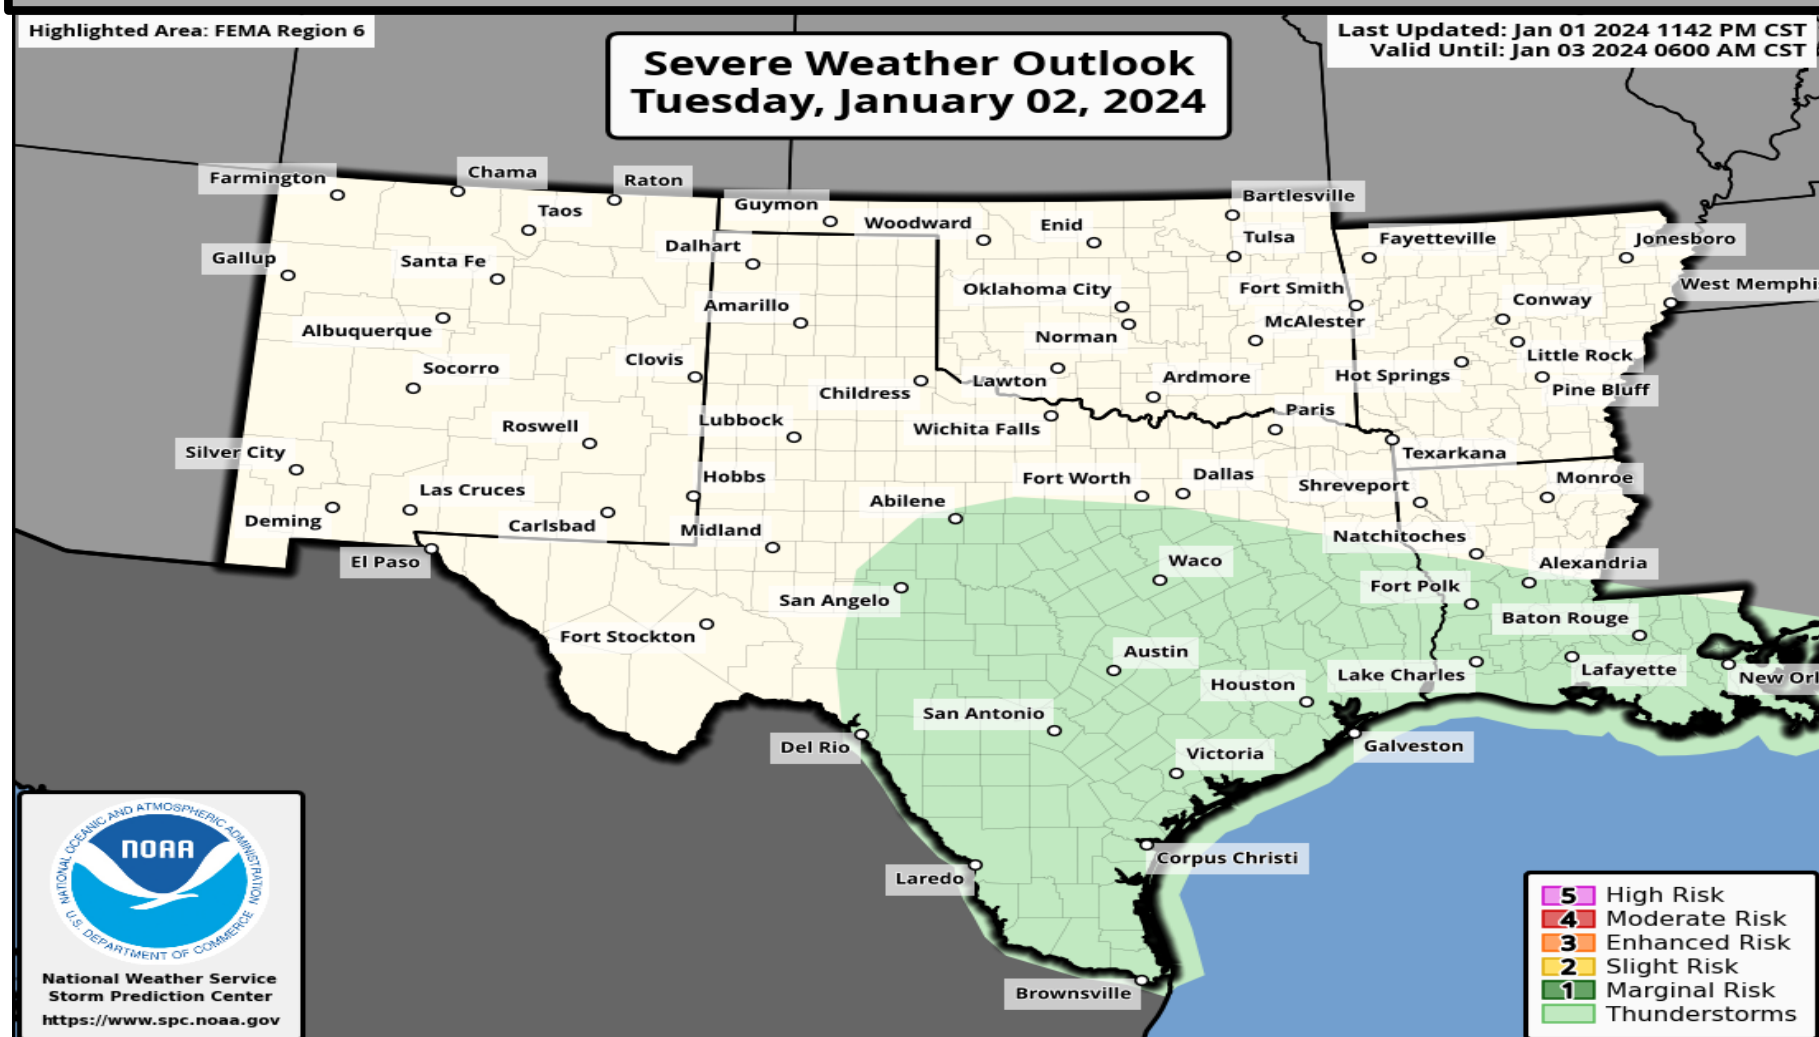 Highlighted Area: FEMA Region 6
Last Updated: Jan 01 2024 1142 PM CST
Valid Until: Jan 03 2024 0600 AM CST
Severe Weather Outlook
Tuesday, January 02, 2024
Farmington
Chama
Raton
Taos
Guymon
Woodward
Enid
Bartlesville
Tulsa
Fayetteville
Jonesboro
Gallup
Santa Fe
Dalhart
Oklahoma City
Fort Smith
Conway
West Memphi
Amarillo
Albuquerque
Norman
McAlester
Little Rock
Socorro
Clovis
Childress
Lawton
Ardmore
Hot Springs
Pine Bluff
Roswell
Lubbock
Wichita Falls
Paris
Texarkana
Silver City
Las Cruces
Hobbs
Fort Worth
Dallas
Shreveport
Monroe
Deming
Carlsbad
Midland
Abilene
Natchitoches
El Paso
Waco
Alexandria
San Angelo
Fort Polk
Fort Stockton
Baton Rouge
Austin
Houston
Lake Charles
Lafayette
New Orl
San Antonio
Del Rio
Victoria
Galveston
Corpus Christi
Laredo
Brownsville
NATIONAL OCEANIC AND ATMOSPHERIC ADMINISTRATION
NOAA
U.S. DEPARTMENT OF COMMERCE
National Weather Service
Storm Prediction Center
https://www.spc.noaa.gov
5 High Risk
4 Moderate Risk
3 Enhanced Risk
2 Slight Risk
1 Marginal Risk
Thunderstorms